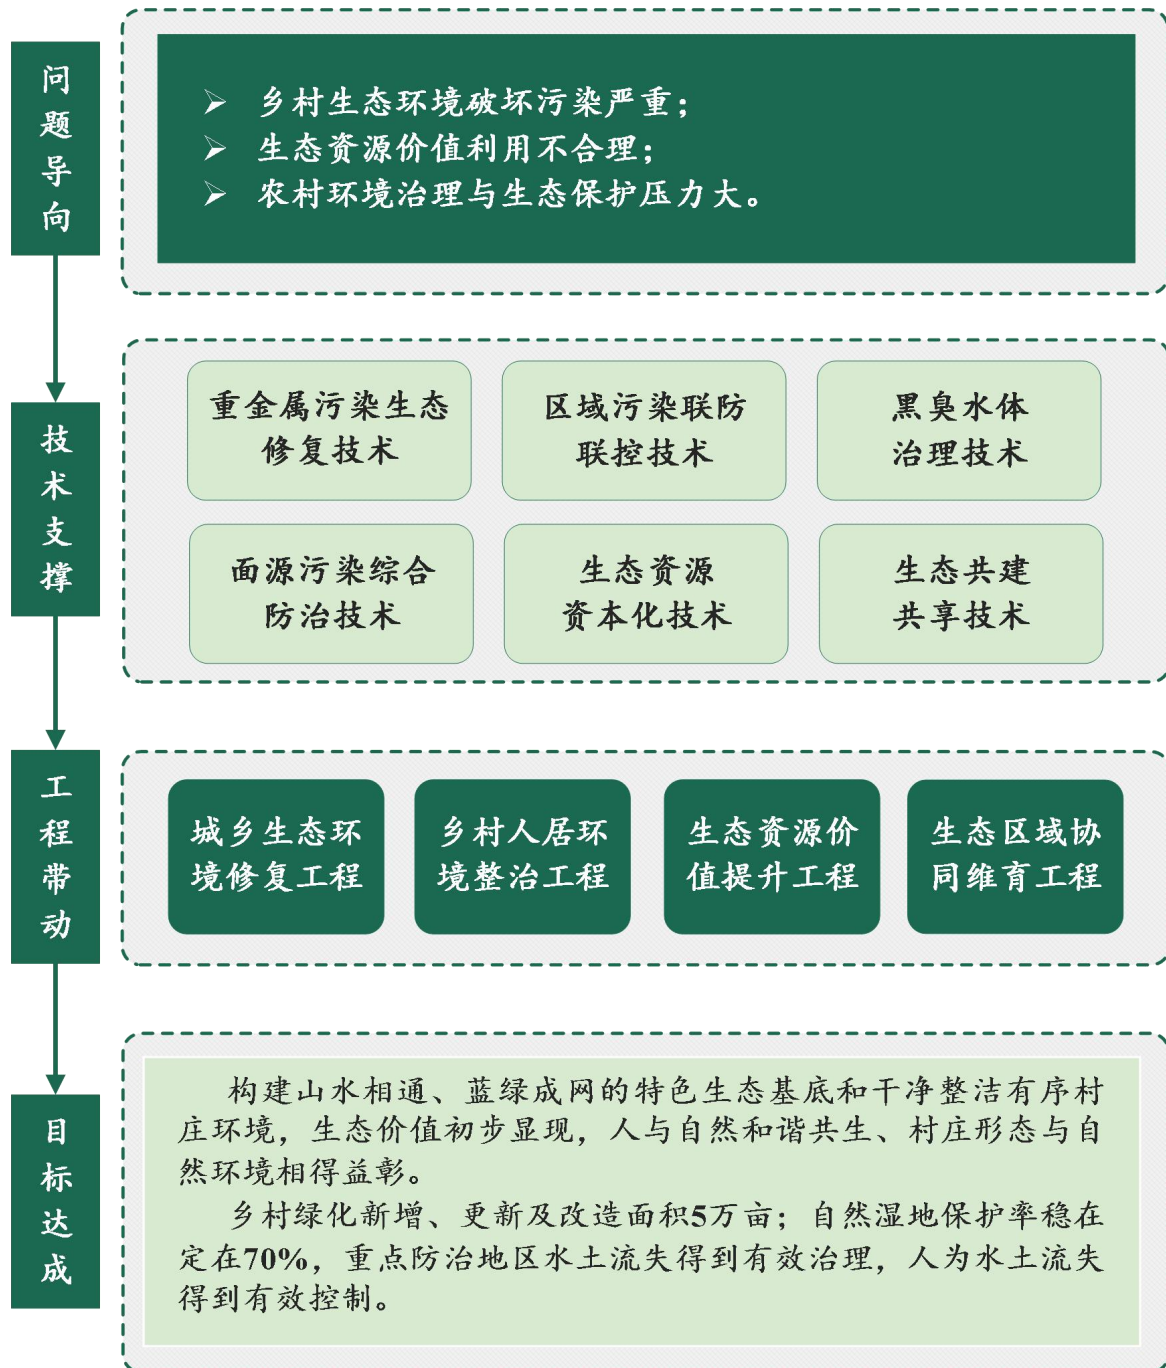 问题导向
➢ 乡村生态环境破坏污染严重；
➢ 生态资源价值利用不合理；
➢ 农村环境治理与生态保护压力大。
技术支撑
重金属污染生态
修复技术
区域污染联防
联控技术
黑臭水体
治理技术
面源污染综合
防治技术
生态资源
资本化技术
生态共建
共享技术
工程带动
城乡生态环
境修复工程
乡村人居环
境整治工程
生态资源价
值提升工程
生态区域协
同维育工程
目标达成
构建山水相通、蓝绿成网的特色生态基底和干净整洁有序村
庄环境，生态价值初步显现，人与自然和谐共生、村庄形态与自
然环境相得益彰。
乡村绿化新增、更新及改造面积5万亩；自然湿地保护率稳在
定在70%，重点防治地区水土流失得到有效治理，人为水土流失
得到有效控制。